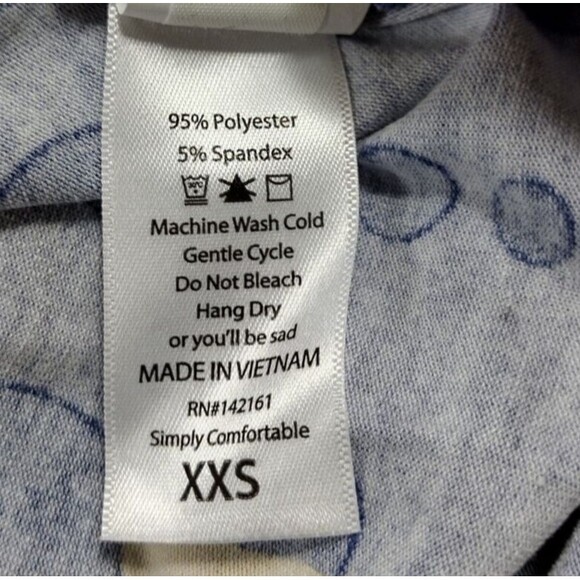 95% Polyester
5% Spandex
30°C
Machine Wash Cold
Gentle Cycle
Do Not Bleach
Hang Dry
or you'll be sad
MADE IN VIETNAM
RN#142161
Simply Comfortable
XXS